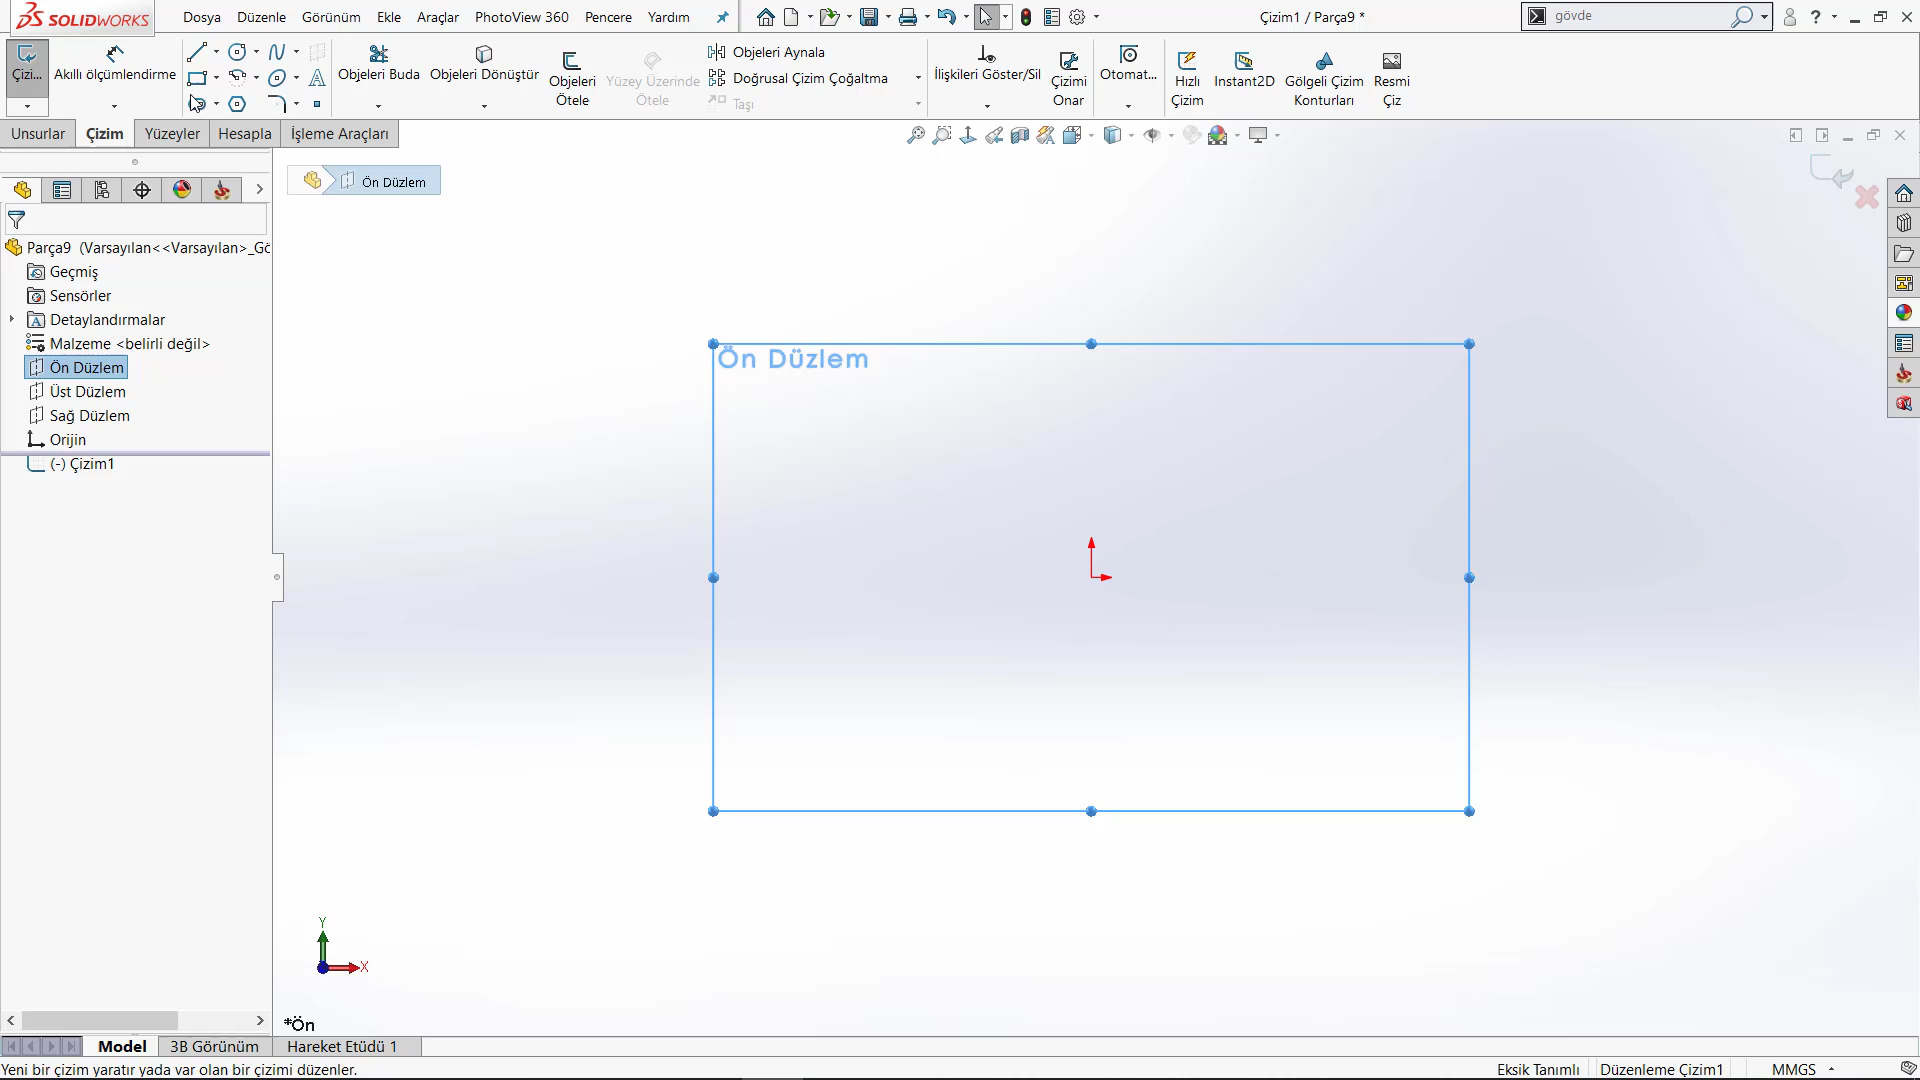 SOLIDWORKS Dosya Düzenle Görünüm Ekle Araçlar PhotoView 360 Pencere Yardım Çizim1 / Parça9 * gövde ?
Çizi... Akıllı ölçümlendirme Objeleri Buda Objeleri Dönüştür Objeleri Ötele Yüzey Üzerinde Ötele
Objeleri Aynala
Doğrusal Çizim Çoğaltma
Taşı
İlişkileri Göster/Sil Çizimi Onar Otomat... Hızlı Çizim Instant2D Gölgeli Çizim Konturları Resmi Çiz
Unsurlar Çizim Yüzeyler Hesapla İşleme Araçları
Ön Düzlem
Parça9 (Varsayılan<<Varsayılan>_Gö
Geçmiş
Sensörler
Detaylandırmalar
Malzeme <belirli değil>
Ön Düzlem
Üst Düzlem
Sağ Düzlem
Orijin
(-) Çizim1
Ön Düzlem
Y
X
*Ön
Model 3B Görünüm Hareket Etüdü 1
Yeni bir çizim yaratır yada var olan bir çizimi düzenler. Eksik Tanımlı Düzenleme Çizim1 MMGS